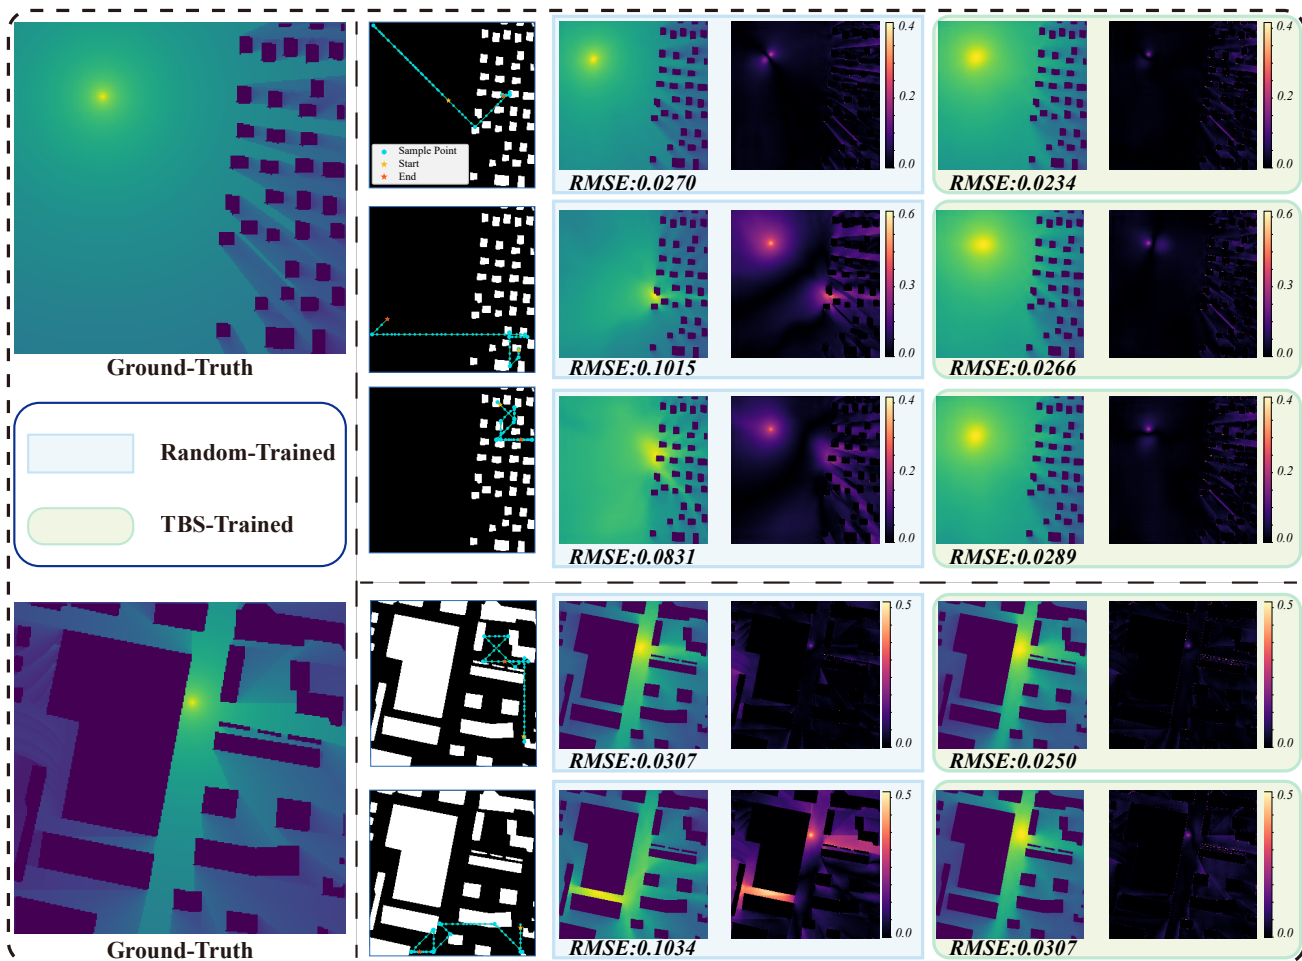 Ground-Truth
Random-Trained
TBS-Trained
Ground-Truth
Sample Point
Start
End
RMSE:0.0270
0.4
0.2
0.0
RMSE:0.0234
0.4
0.2
0.0
RMSE:0.1015
0.6
0.3
0.0
RMSE:0.0266
0.6
0.3
0.0
RMSE:0.0831
0.4
0.2
0.0
RMSE:0.0289
0.4
0.2
0.0
RMSE:0.0307
0.5
0.0
RMSE:0.0250
0.5
0.0
RMSE:0.1034
0.5
0.0
RMSE:0.0307
0.5
0.0